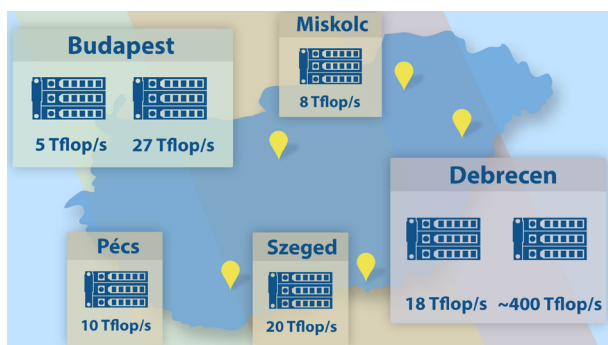 Budapest
5 Tflop/s 27 Tflop/s
Miskolc
8 Tflop/s
Debrecen
18 Tflop/s ~400 Tflop/s
Pécs
10 Tflop/s
Szeged
20 Tflop/s